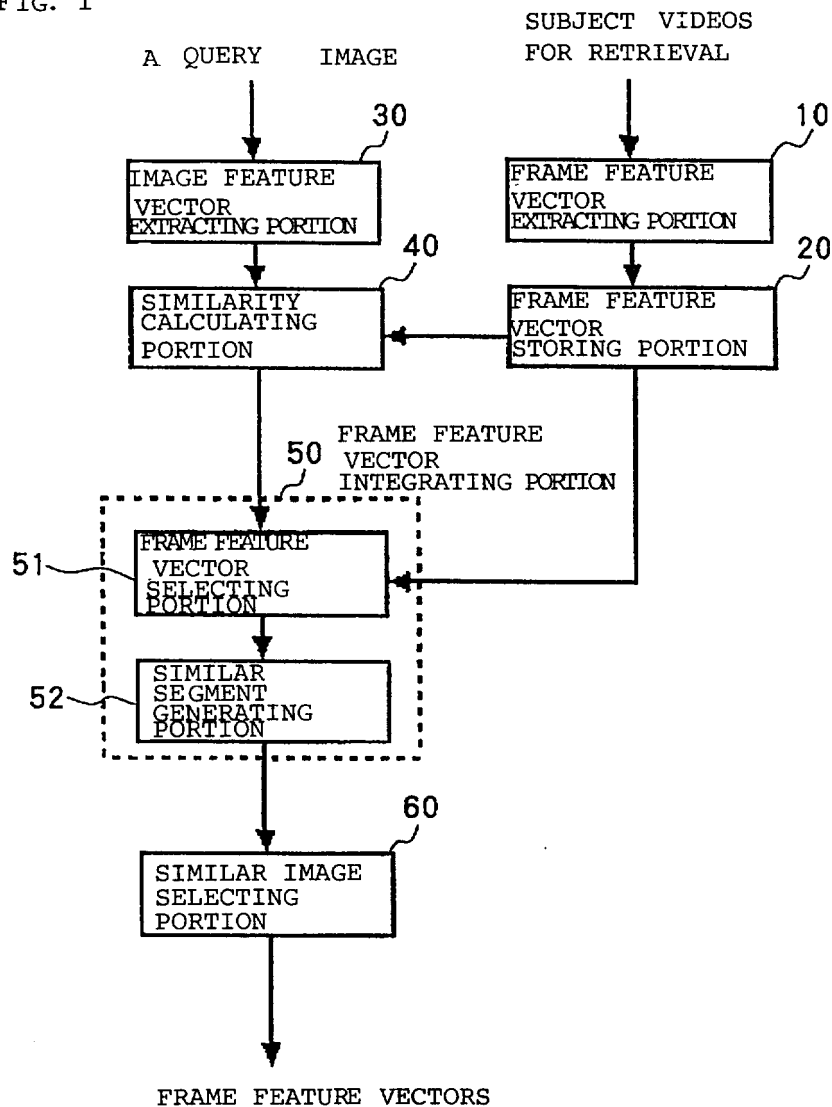 FIG. 1
SUBJECT VIDEOS
FOR RETRIEVAL
A QUERY IMAGE
30
10
IMAGE FEATURE
VECTOR
EXTRACTING PORTION
FRAME FEATURE
VECTOR
EXTRACTING PORTION
40
20
SIMILARITY
CALCULATING
PORTION
FRAME FEATURE
VECTOR
STORING PORTION
FRAME FEATURE
VECTOR
INTEGRATING PORTION
50
51
FRAME FEATURE
VECTOR
SELECTING
PORTION
52
SIMILAR
SEGMENT
GENERATING
PORTION
60
SIMILAR IMAGE
SELECTING
PORTION
FRAME FEATURE VECTORS